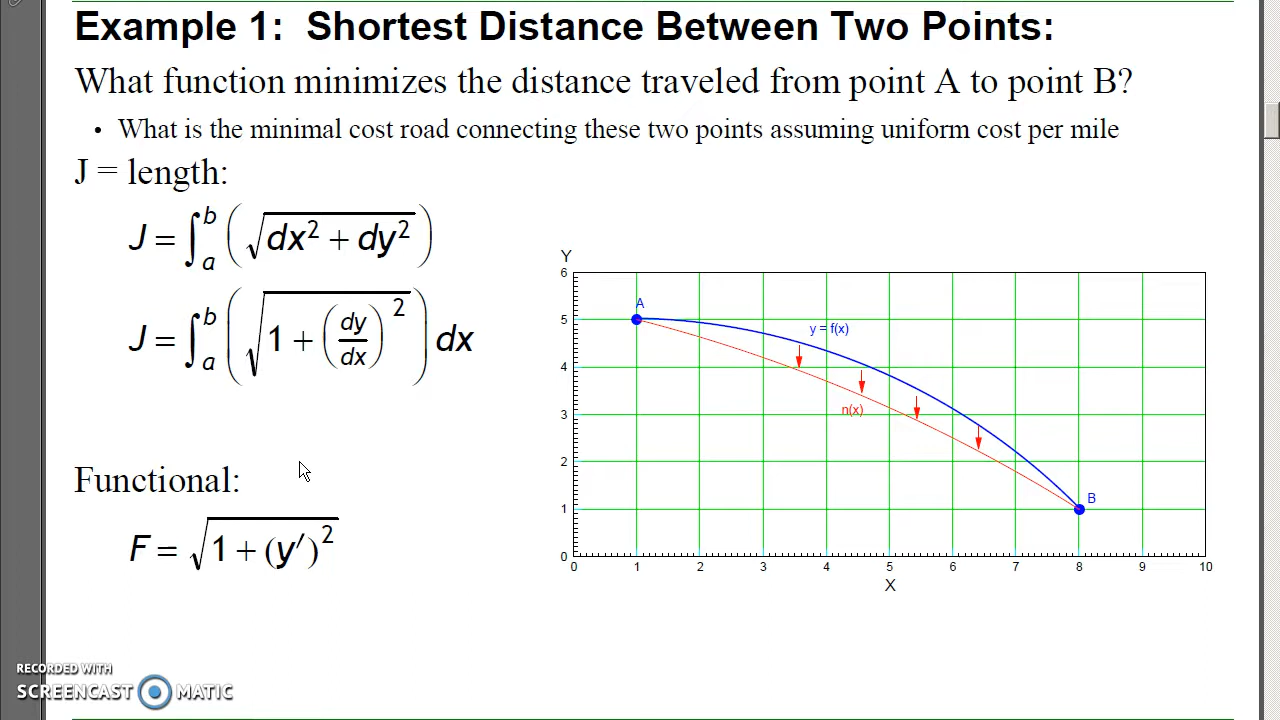 Example 1: Shortest Distance Between Two Points:
What function minimizes the distance traveled from point A to point B?
• What is the minimal cost road connecting these two points assuming uniform cost per mile
J = length:
J = ∫_a^b (√(dx² + dy²))
J = ∫_a^b (√(1 + (dy/dx)²)) dx
Functional:
F = √(1 + (y′)²)
Y
6
5
4
3
2
1
0
A
y = f(x)
n(x)
B
0 1 2 3 4 5 6 7 8 9 10
X
RECORDED WITH
SCREENCAST MATIC